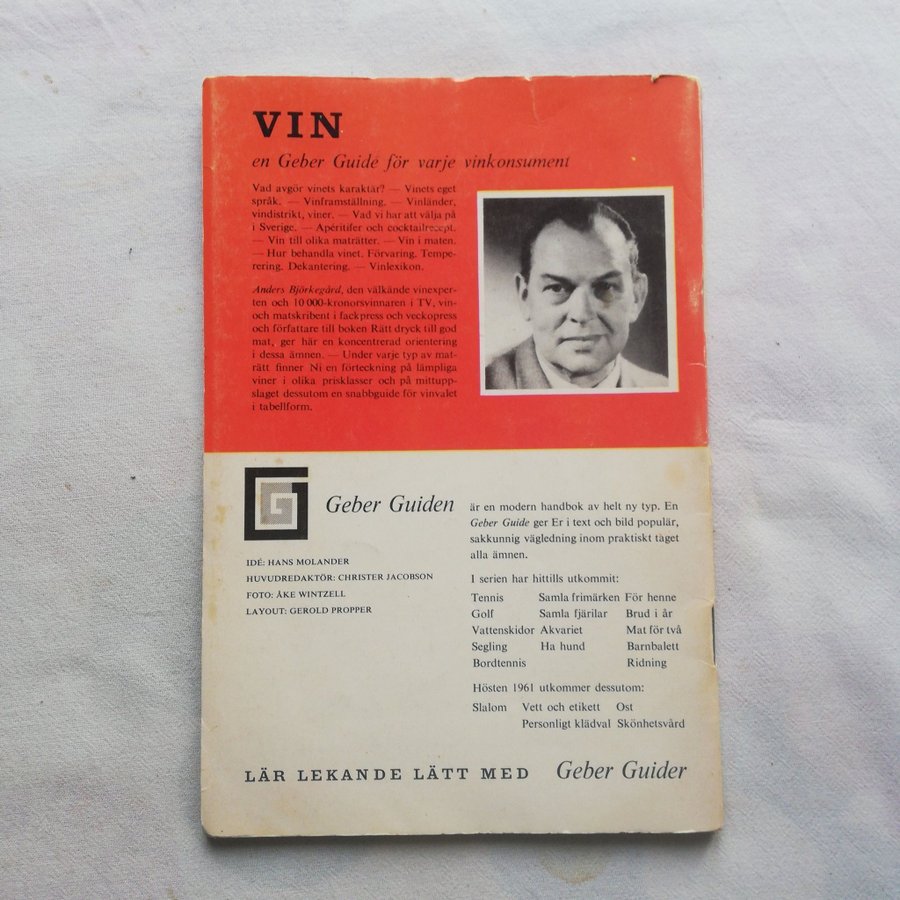 VIN
en Geber Guide för varje vinkonsument
Vad avgör vinets karaktär? — Vinets eget
språk. — Vinframställning. — Vinländer,
vindistrikt, viner. — Vad vi har att välja på
i Sverige. — Apéritifer och cocktailrecept.
— Vin till olika maträtter. — Vin i maten.
— Hur behandla vinet. Förvaring. Tempe-
rering. Dekantering. — Vinlexikon.
Anders Björkegård, den välkände vinexper-
ten och 10 000-kronorsvinnaren i TV, vin-
och matskribent i fackpress och veckopress
och författare till boken Rätt dryck till god
mat, ger här en koncentrerad orientering
i dessa ämnen. — Under varje typ av mat-
rätt finner Ni en förteckning på lämpliga
viner i olika prisklasser och på mittupp-
slaget dessutom en snabbguide för vinvalet
i tabellform.
G
Geber Guiden
IDÉ: HANS MOLANDER
HUVUDREDAKTÖR: CHRISTER JACOBSON
FOTO: ÅKE WINTZELL
LAYOUT: GEROLD PROPPER
är en modern handbok av helt ny typ. En
Geber Guide ger Er i text och bild populär,
sakkunnig vägledning inom praktiskt taget
alla ämnen.
I serien har hittills utkommit:
Tennis Samla frimärken För henne
Golf Samla fjärilar Brud i år
Vattenskidor Akvariet Mat för två
Segling Ha hund Barnbalett
Bordtennis Ridning
Hösten 1961 utkommer dessutom:
Slalom Vett och etikett Ost
Personligt klädval Skönhetsvård
LÄR LEKANDE LÄTT MED Geber Guider